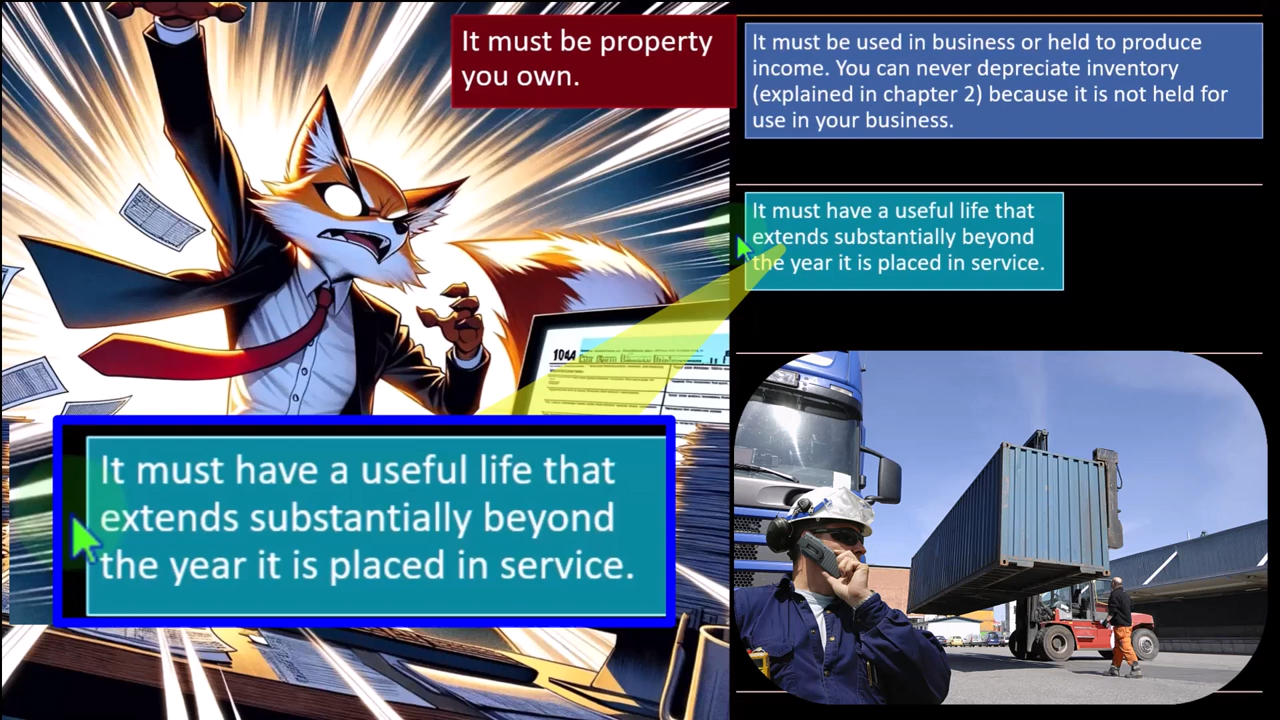 It must be property
you own.
It must be used in business or held to produce
income. You can never depreciate inventory
(explained in chapter 2) because it is not held for
use in your business.
It must have a useful life that
extends substantially beyond
the year it is placed in service.
It must have a useful life that
extends substantially beyond
the year it is placed in service.